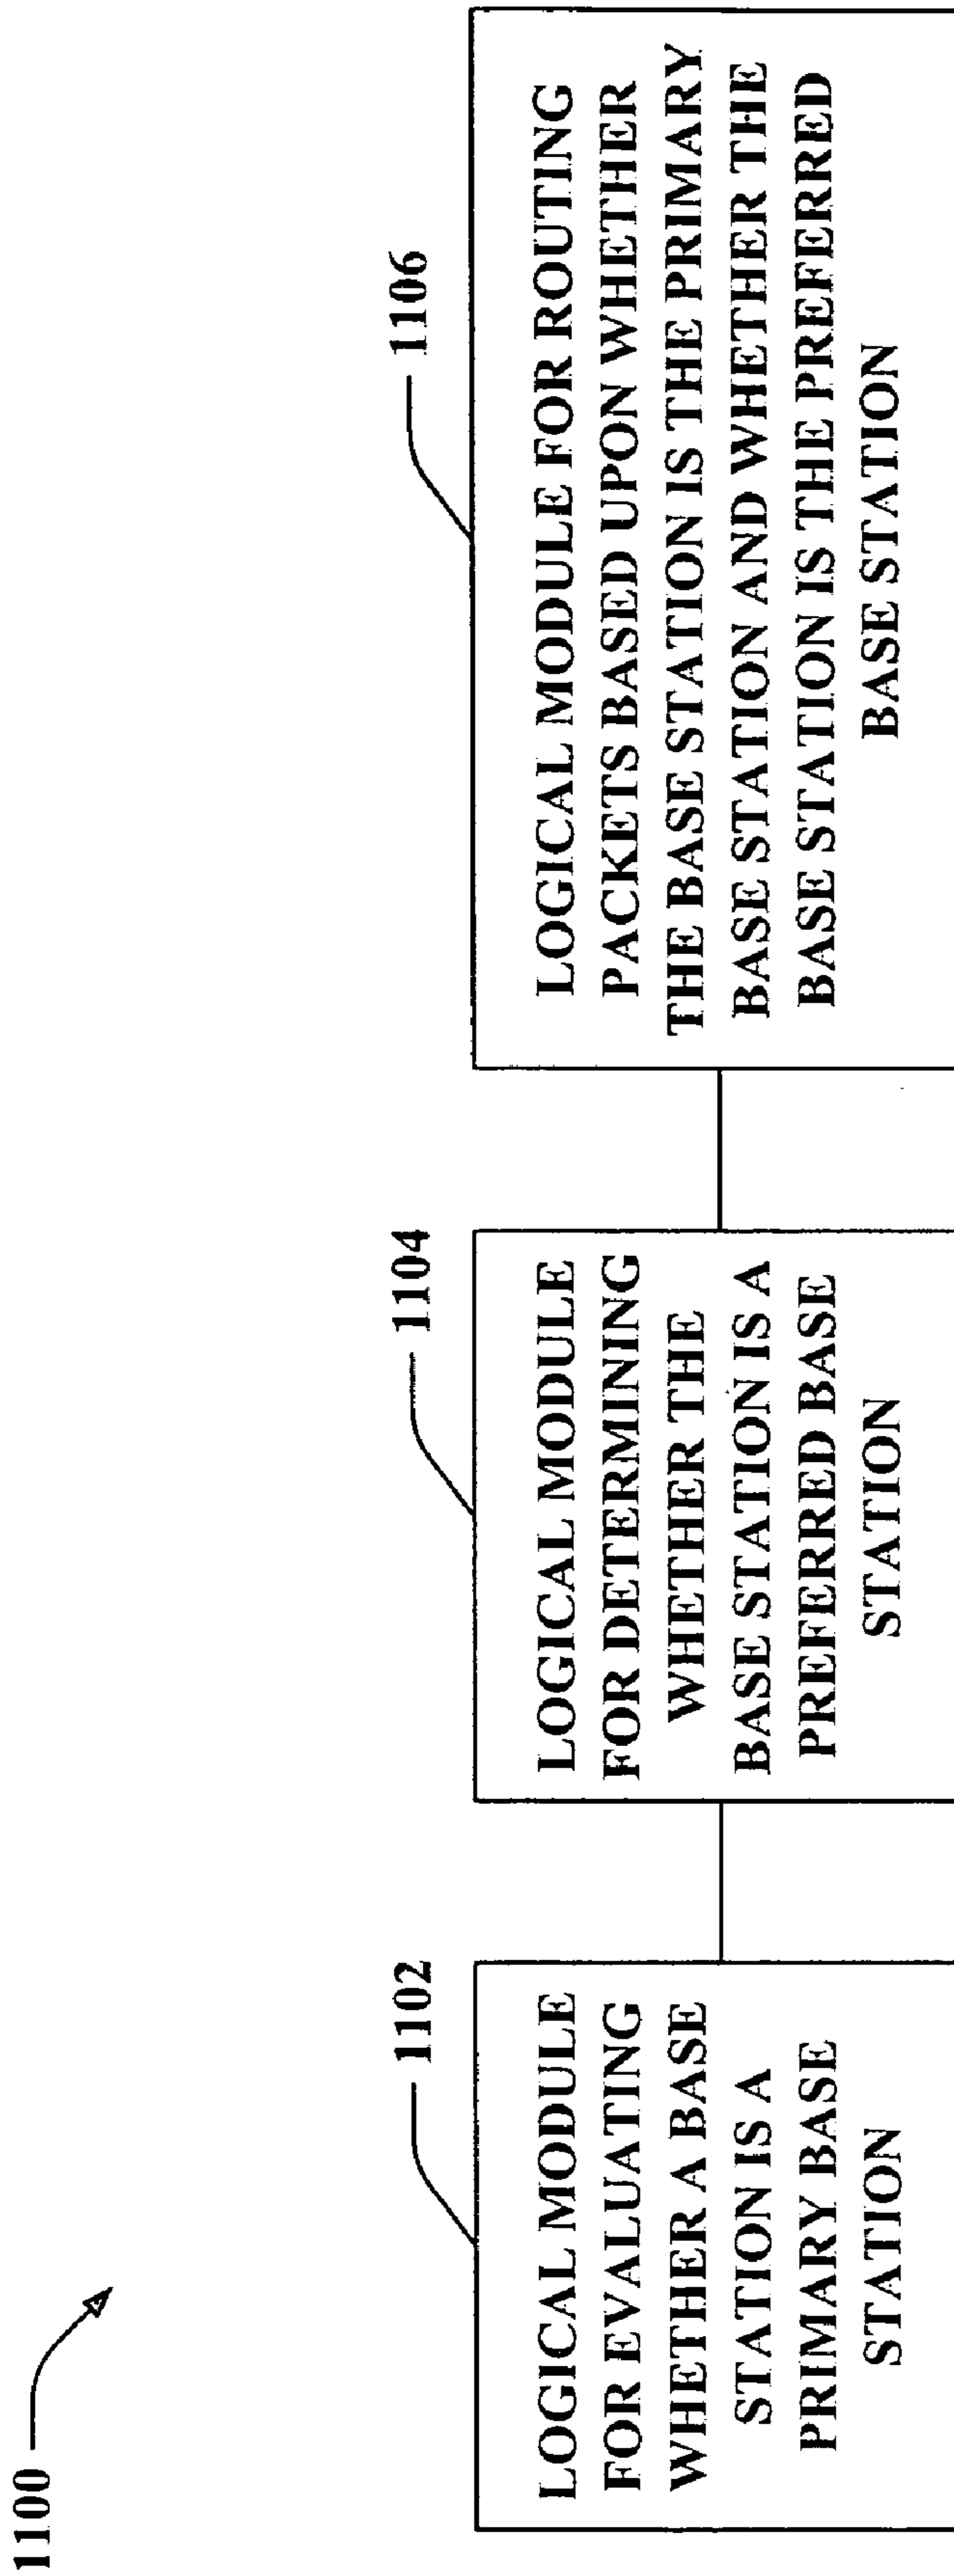 1100
1102
LOGICAL MODULE
FOR EVALUATING
WHETHER A BASE
STATION IS A
PRIMARY BASE
STATION
1104
LOGICAL MODULE
FOR DETERMINING
WHETHER THE
BASE STATION IS A
PREFERRED BASE
STATION
1106
LOGICAL MODULE FOR ROUTING
PACKETS BASED UPON WHETHER
THE BASE STATION IS THE PRIMARY
BASE STATION AND WHETHER THE
BASE STATION IS THE PREFERRED
BASE STATION